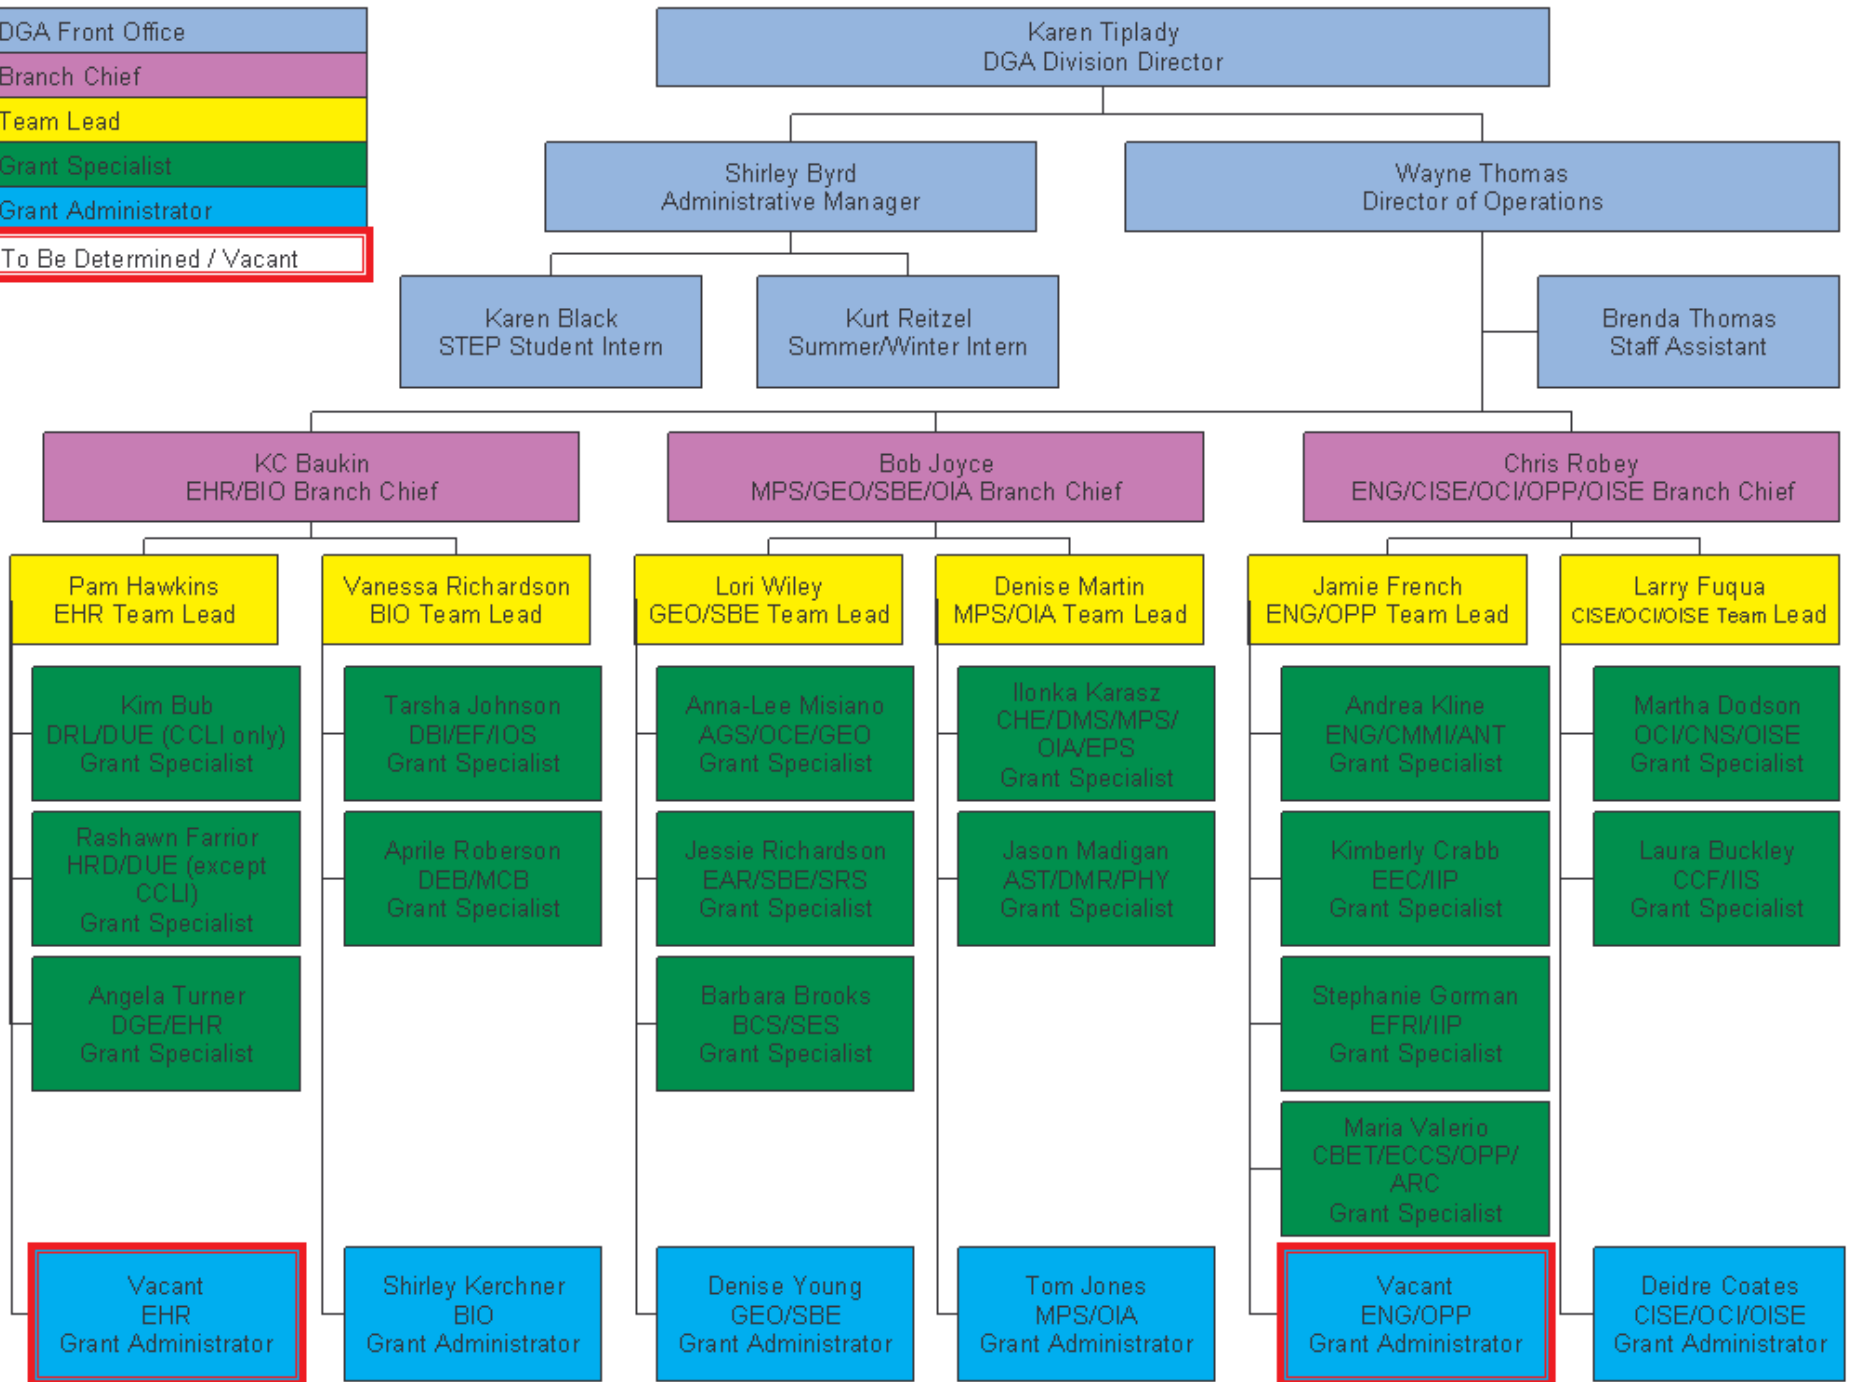 DGA Front Office
Branch Chief
Team Lead
Grant Specialist
Grant Administrator
To Be Determined / Vacant
Karen Tiplady
DGA Division Director
Shirley Byrd
Administrative Manager
Wayne Thomas
Director of Operations
Karen Black
STEP Student Intern
Kurt Reitzel
Summer/Winter Intern
Brenda Thomas
Staff Assistant
KC Baukin
EHR/BIO Branch Chief
Bob Joyce
MPS/GEO/SBE/OIA Branch Chief
Chris Robey
ENG/CISE/OCI/OPP/OISE Branch Chief
Pam Hawkins
EHR Team Lead
Vanessa Richardson
BIO Team Lead
Lori Wiley
GEO/SBE Team Lead
Denise Martin
MPS/OIA Team Lead
Jamie French
ENG/OPP Team Lead
Larry Fuqua
CISE/OCI/OISE Team Lead
Kim Bub
DRL/DUE (CCLI only)
Grant Specialist
Tarsha Johnson
DBI/EF/IOS
Grant Specialist
Anna-Lee Misiano
AGS/OCE/GEO
Grant Specialist
Ilonka Karasz
CHE/DMS/MPS/
OIA/EPS
Grant Specialist
Andrea Kline
ENG/CMMI/ANT
Grant Specialist
Martha Dodson
OCI/CNS/OISE
Grant Specialist
Rashawn Farrior
HRD/DUE (except
CCLI)
Grant Specialist
Aprile Roberson
DEB/MCB
Grant Specialist
Jessie Richardson
EAR/SBE/SRS
Grant Specialist
Jason Madigan
AST/DMR/PHY
Grant Specialist
Kimberly Crabb
EEC/IIP
Grant Specialist
Laura Buckley
CCF/IIS
Grant Specialist
Angela Turner
DGE/EHR
Grant Specialist
Barbara Brooks
BCS/SES
Grant Specialist
Stephanie Gorman
EFRI/IIP
Grant Specialist
Maria Valerio
CBET/ECCS/OPP/
ARC
Grant Specialist
Vacant
EHR
Grant Administrator
Shirley Kerchner
BIO
Grant Administrator
Denise Young
GEO/SBE
Grant Administrator
Tom Jones
MPS/OIA
Grant Administrator
Vacant
ENG/OPP
Grant Administrator
Deidre Coates
CISE/OCI/OISE
Grant Administrator